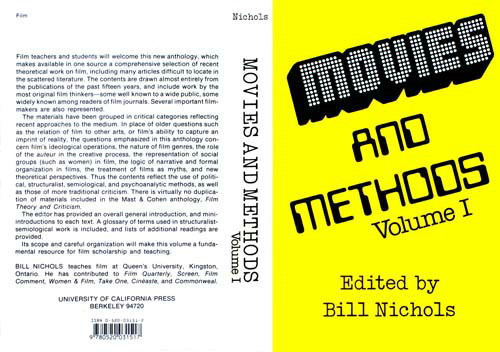 Film
Film teachers and students will welcome this new anthology, which
makes available in one source a comprehensive selection of recent
theoretical work on film, including many articles difficult to locate in
the scattered literature. The contents are drawn almost entirely from
the publications of the past fifteen years, and include work by the
most original film thinkers—some well known to a wide public, some
widely known among readers of film journals. Several important film-
makers are also represented.
The materials have been grouped in critical categories reflecting
recent approaches to the medium. In place of older questions such
as the relation of film to other arts, or film's ability to capture an
imprint of reality, the questions emphasized in this anthology con-
cern film's ideological operations, the nature of film genres, the role
of the auteur in the creative process, the representation of social
groups (such as women) in film, the logic of narrative and formal
organization in films, the treatment of films as myths, and new
theoretical perspectives. Thus the contents reflect the use of politi-
cal, structuralist, semiological, and psychoanalytic methods, as well
as those of more traditional criticism. There is virtually no duplica-
tion of materials included in the Mast & Cohen anthology, Film
Theory and Criticism.
The editor has provided an overall general introduction, and mini-
introductions to each text. A glossary of terms used in structuralist-
semiological work is included, and lists of additional readings are
provided.
Its scope and careful organization will make this volume a funda-
mental resource for film scholarship and teaching.
BILL NICHOLS teaches film at Queen's University, Kingston,
Ontario. He has contributed to Film Quarterly, Screen, Film
Comment, Women & Film, Take One, Cinéaste, and Commonweal.
UNIVERSITY OF CALIFORNIA PRESS
BERKELEY 94720
ISBN 0-520-03151-2
9 780520 031517
Nichols
MOVIES AND METHODS
Volume I
MOVIES
AND
METHODS
Volume I
Edited by
Bill Nichols